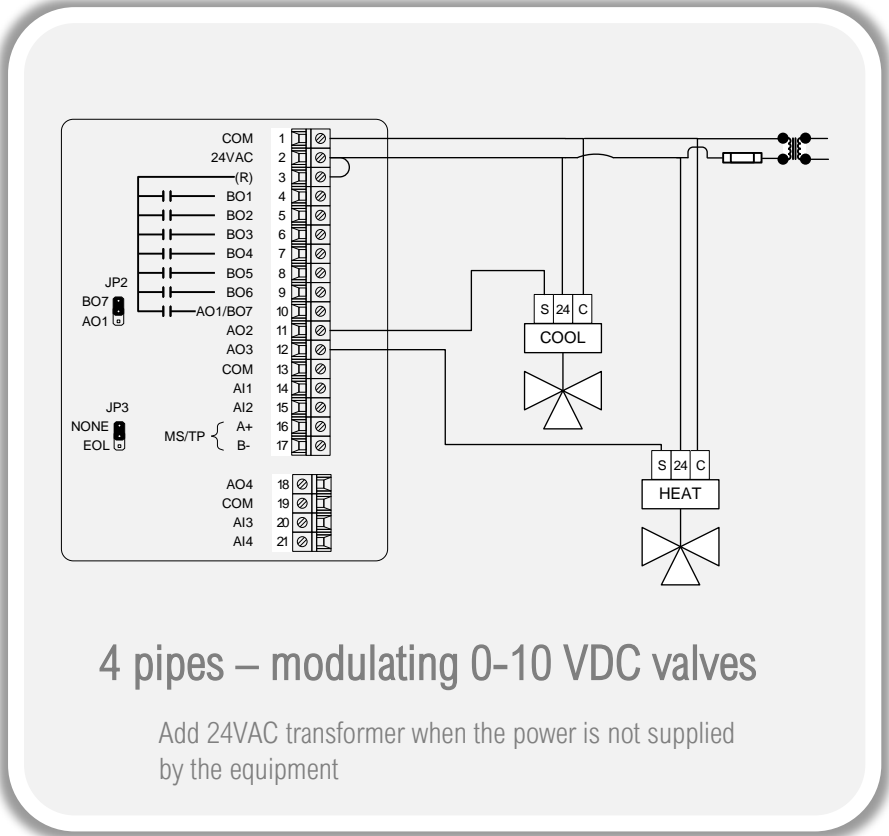 COM 1
24VAC 2
(R) 3
BO1 4
BO2 5
BO3 6
BO4 7
BO5 8
BO6 9
AO1/BO7 10
AO2 11
AO3 12
COM 13
AI1 14
AI2 15
A+ 16
B- 17
MS/TP
JP2
BO7
AO1
JP3
NONE
EOL
AO4 18
COM 19
AI3 20
AI4 21
S 24 C
COOL
S 24 C
HEAT
4 pipes – modulating 0-10 VDC valves
Add 24VAC transformer when the power is not supplied
by the equipment